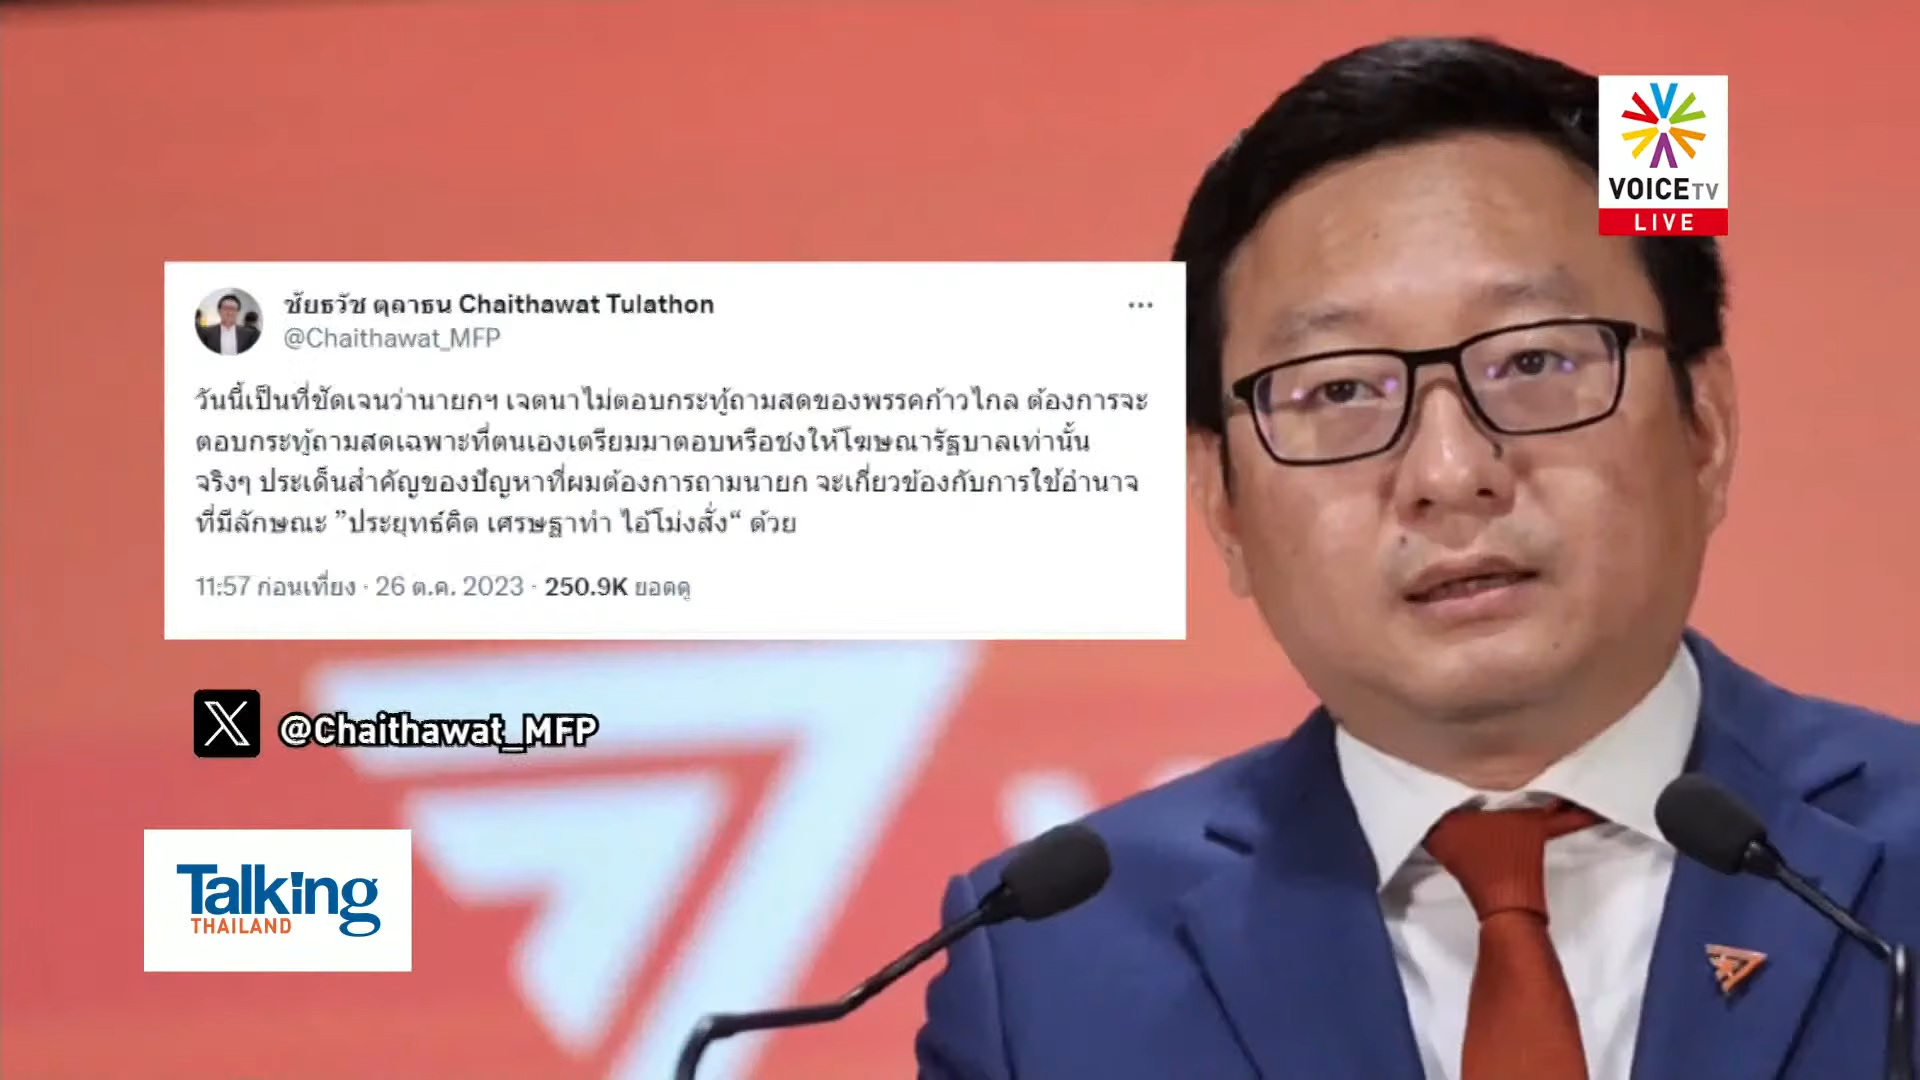 VOICE TV
LIVE
ชัยธวัช ตุลาธน Chaithawat Tulathon
@Chaithawat_MFP
วันนี้เป็นที่ชัดเจนว่านายกฯ เจตนาไม่ตอบกระทู้ถามสดของพรรคก้าวไกล ต้องการจะ
ตอบกระทู้ถามสดเฉพาะที่ตนเองเตรียมมาตอบหรือชงให้โฆษณารัฐบาลเท่านั้น
จริงๆ ประเด็นสำคัญของปัญหาที่ผมต้องการถามนายก จะเกี่ยวข้องกับการใช้อำนาจ
ที่มีลักษณะ ”ประยุทธ์คิด เศรษฐาทำ ไอ้โม่งสั่ง“ ด้วย
11:57 ก่อนเที่ยง · 26 ต.ค. 2023 · 250.9K ยอดดู
@Chaithawat_MFP
Talking
THAILAND